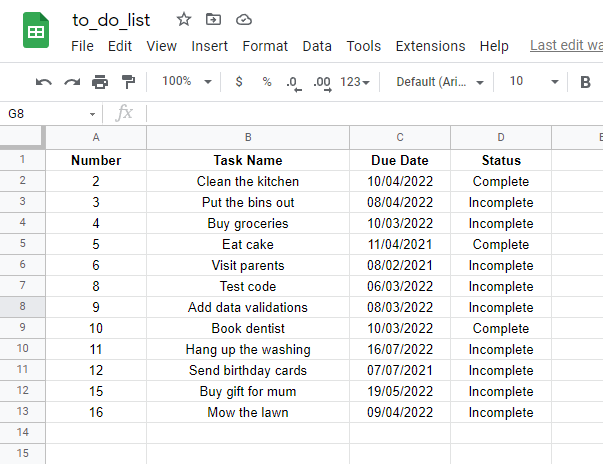 to_do_list
File Edit View Insert Format Data Tools Extensions Help Last edit wa
100% $ % .0 .00 123 Default (Ari... 10 B
G8 fx
A B C D E
1 Number Task Name Due Date Status
2 2 Clean the kitchen 10/04/2022 Complete
3 3 Put the bins out 08/04/2022 Incomplete
4 4 Buy groceries 10/03/2022 Incomplete
5 5 Eat cake 11/04/2021 Complete
6 6 Visit parents 08/02/2021 Incomplete
7 8 Test code 06/03/2022 Incomplete
8 9 Add data validations 08/03/2022 Incomplete
9 10 Book dentist 10/03/2022 Complete
10 11 Hang up the washing 16/07/2022 Incomplete
11 12 Send birthday cards 07/07/2021 Incomplete
12 15 Buy gift for mum 19/05/2022 Incomplete
13 16 Mow the lawn 09/04/2022 Incomplete
14
15